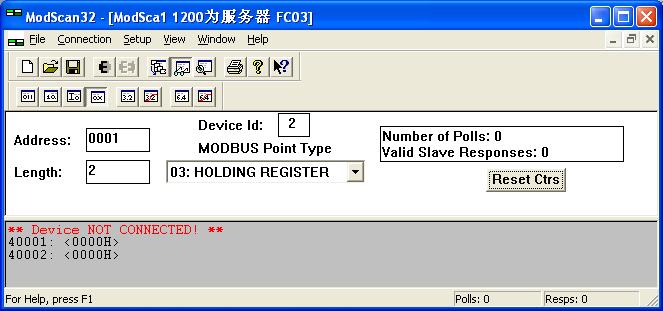 ModScan32 - [ModSca1 1200为服务器 FC03]
File Connection Setup View Window Help
Address: 0001
Device Id: 2
MODBUS Point Type
Length: 2
03: HOLDING REGISTER
Number of Polls: 0
Valid Slave Responses: 0
Reset Ctrs
** Device NOT CONNECTED! **
40001: <0000H>
40002: <0000H>
For Help, press F1
Polls: 0
Resps: 0